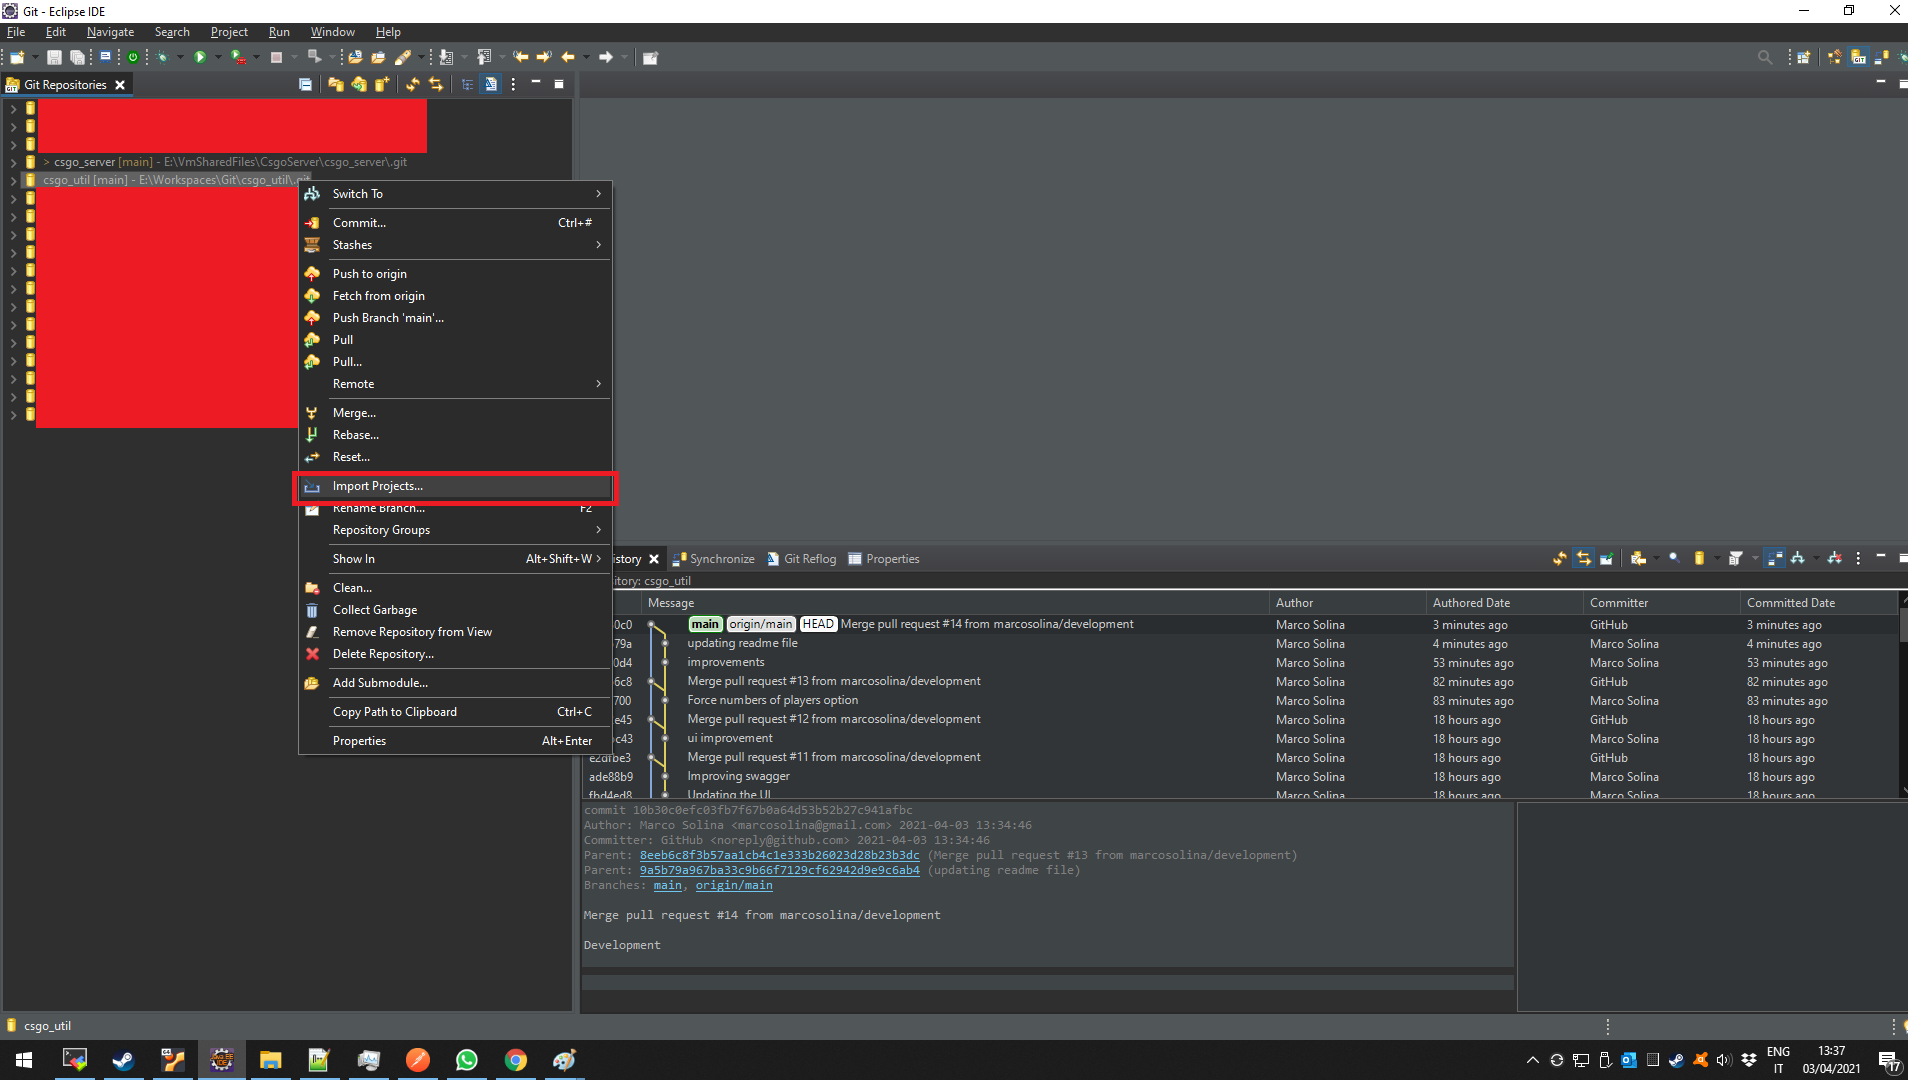 Git - Eclipse IDE
File Edit Navigate Search Project Run Window Help
Git Repositories
> csgo_server [main] - E:\VmSharedFiles\CsgoServer\csgo_server\.git
csgo_util [main] - E:\Workspaces\Git\csgo_util\.git
Switch To
Commit... Ctrl+#
Stashes
Push to origin
Fetch from origin
Push Branch 'main'...
Pull
Pull...
Remote
Merge...
Rebase...
Reset...
Import Projects...
Rename Branch... F2
Repository Groups
Show In Alt+Shift+W
Clean...
Collect Garbage
Remove Repository from View
Delete Repository...
Add Submodule...
Copy Path to Clipboard Ctrl+C
Properties Alt+Enter
istory Synchronize Git Reflog Properties
itory: csgo_util
Message Author Authored Date Committer Committed Date
0c0 main origin/main HEAD Merge pull request #14 from marcosolina/development Marco Solina 3 minutes ago GitHub 3 minutes ago
79a updating readme file Marco Solina 4 minutes ago Marco Solina 4 minutes ago
0d4 improvements Marco Solina 53 minutes ago Marco Solina 53 minutes ago
6c8 Merge pull request #13 from marcosolina/development Marco Solina 82 minutes ago GitHub 82 minutes ago
700 Force numbers of players option Marco Solina 83 minutes ago Marco Solina 83 minutes ago
e45 Merge pull request #12 from marcosolina/development Marco Solina 18 hours ago GitHub 18 hours ago
c43 ui improvement Marco Solina 18 hours ago Marco Solina 18 hours ago
e2dfbe3 Merge pull request #11 from marcosolina/development Marco Solina 18 hours ago GitHub 18 hours ago
ade88b9 Improving swagger Marco Solina 18 hours ago Marco Solina 18 hours ago
fbd4ed8 Updating the UI Marco Solina 18 hours ago Marco Solina 18 hours ago
commit 10b30c0efc03fb7f67b0a64d53b52b27c941afbc
Author: Marco Solina <marcosolina@gmail.com> 2021-04-03 13:34:46
Committer: GitHub <noreply@github.com> 2021-04-03 13:34:46
Parent: 8eeb6c8f3b57aa1cb4c1e333b26023d28b23b3dc (Merge pull request #13 from marcosolina/development)
Parent: 9a5b79a967ba33c9b66f7129cf62942d9e9c6ab4 (updating readme file)
Branches: main, origin/main
Merge pull request #14 from marcosolina/development
Development
csgo_util
ENG
IT
13:37
03/04/2021
17